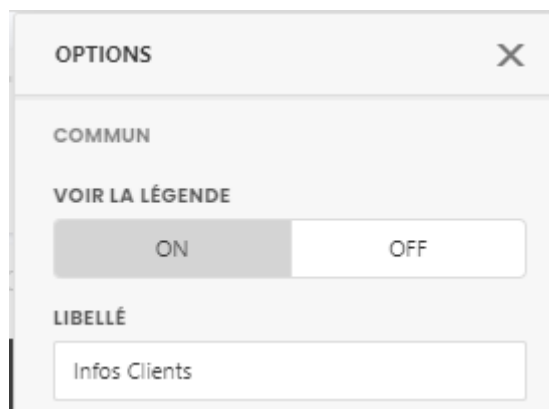 OPTIONS
COMMUN
VOIR LA LÉGENDE
ON OFF
LIBELLÉ
Infos Clients